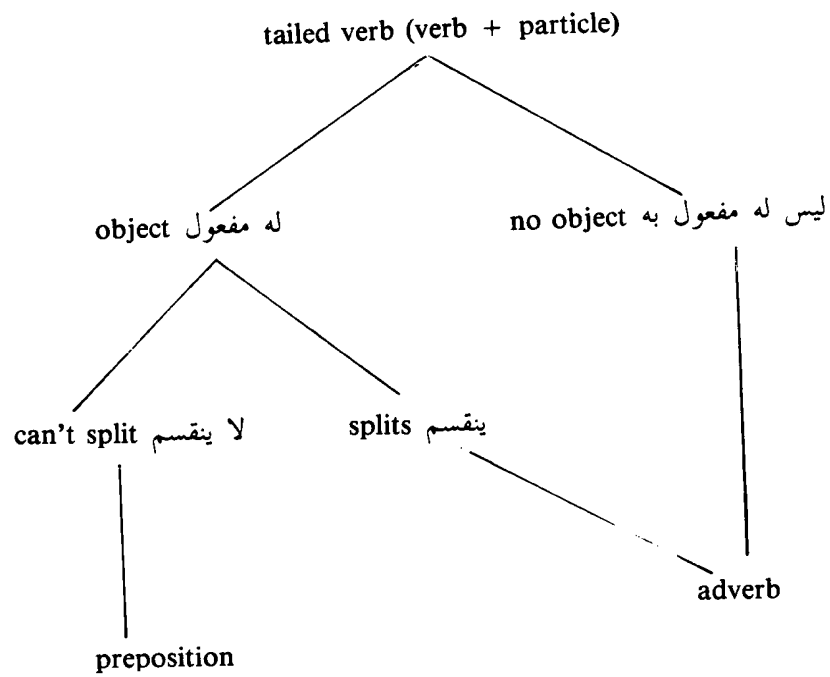 tailed verb (verb + particle)
object له مفعول
no object ليس له مفعول به
can't split لا ينقسم
splits ينقسم
adverb
preposition